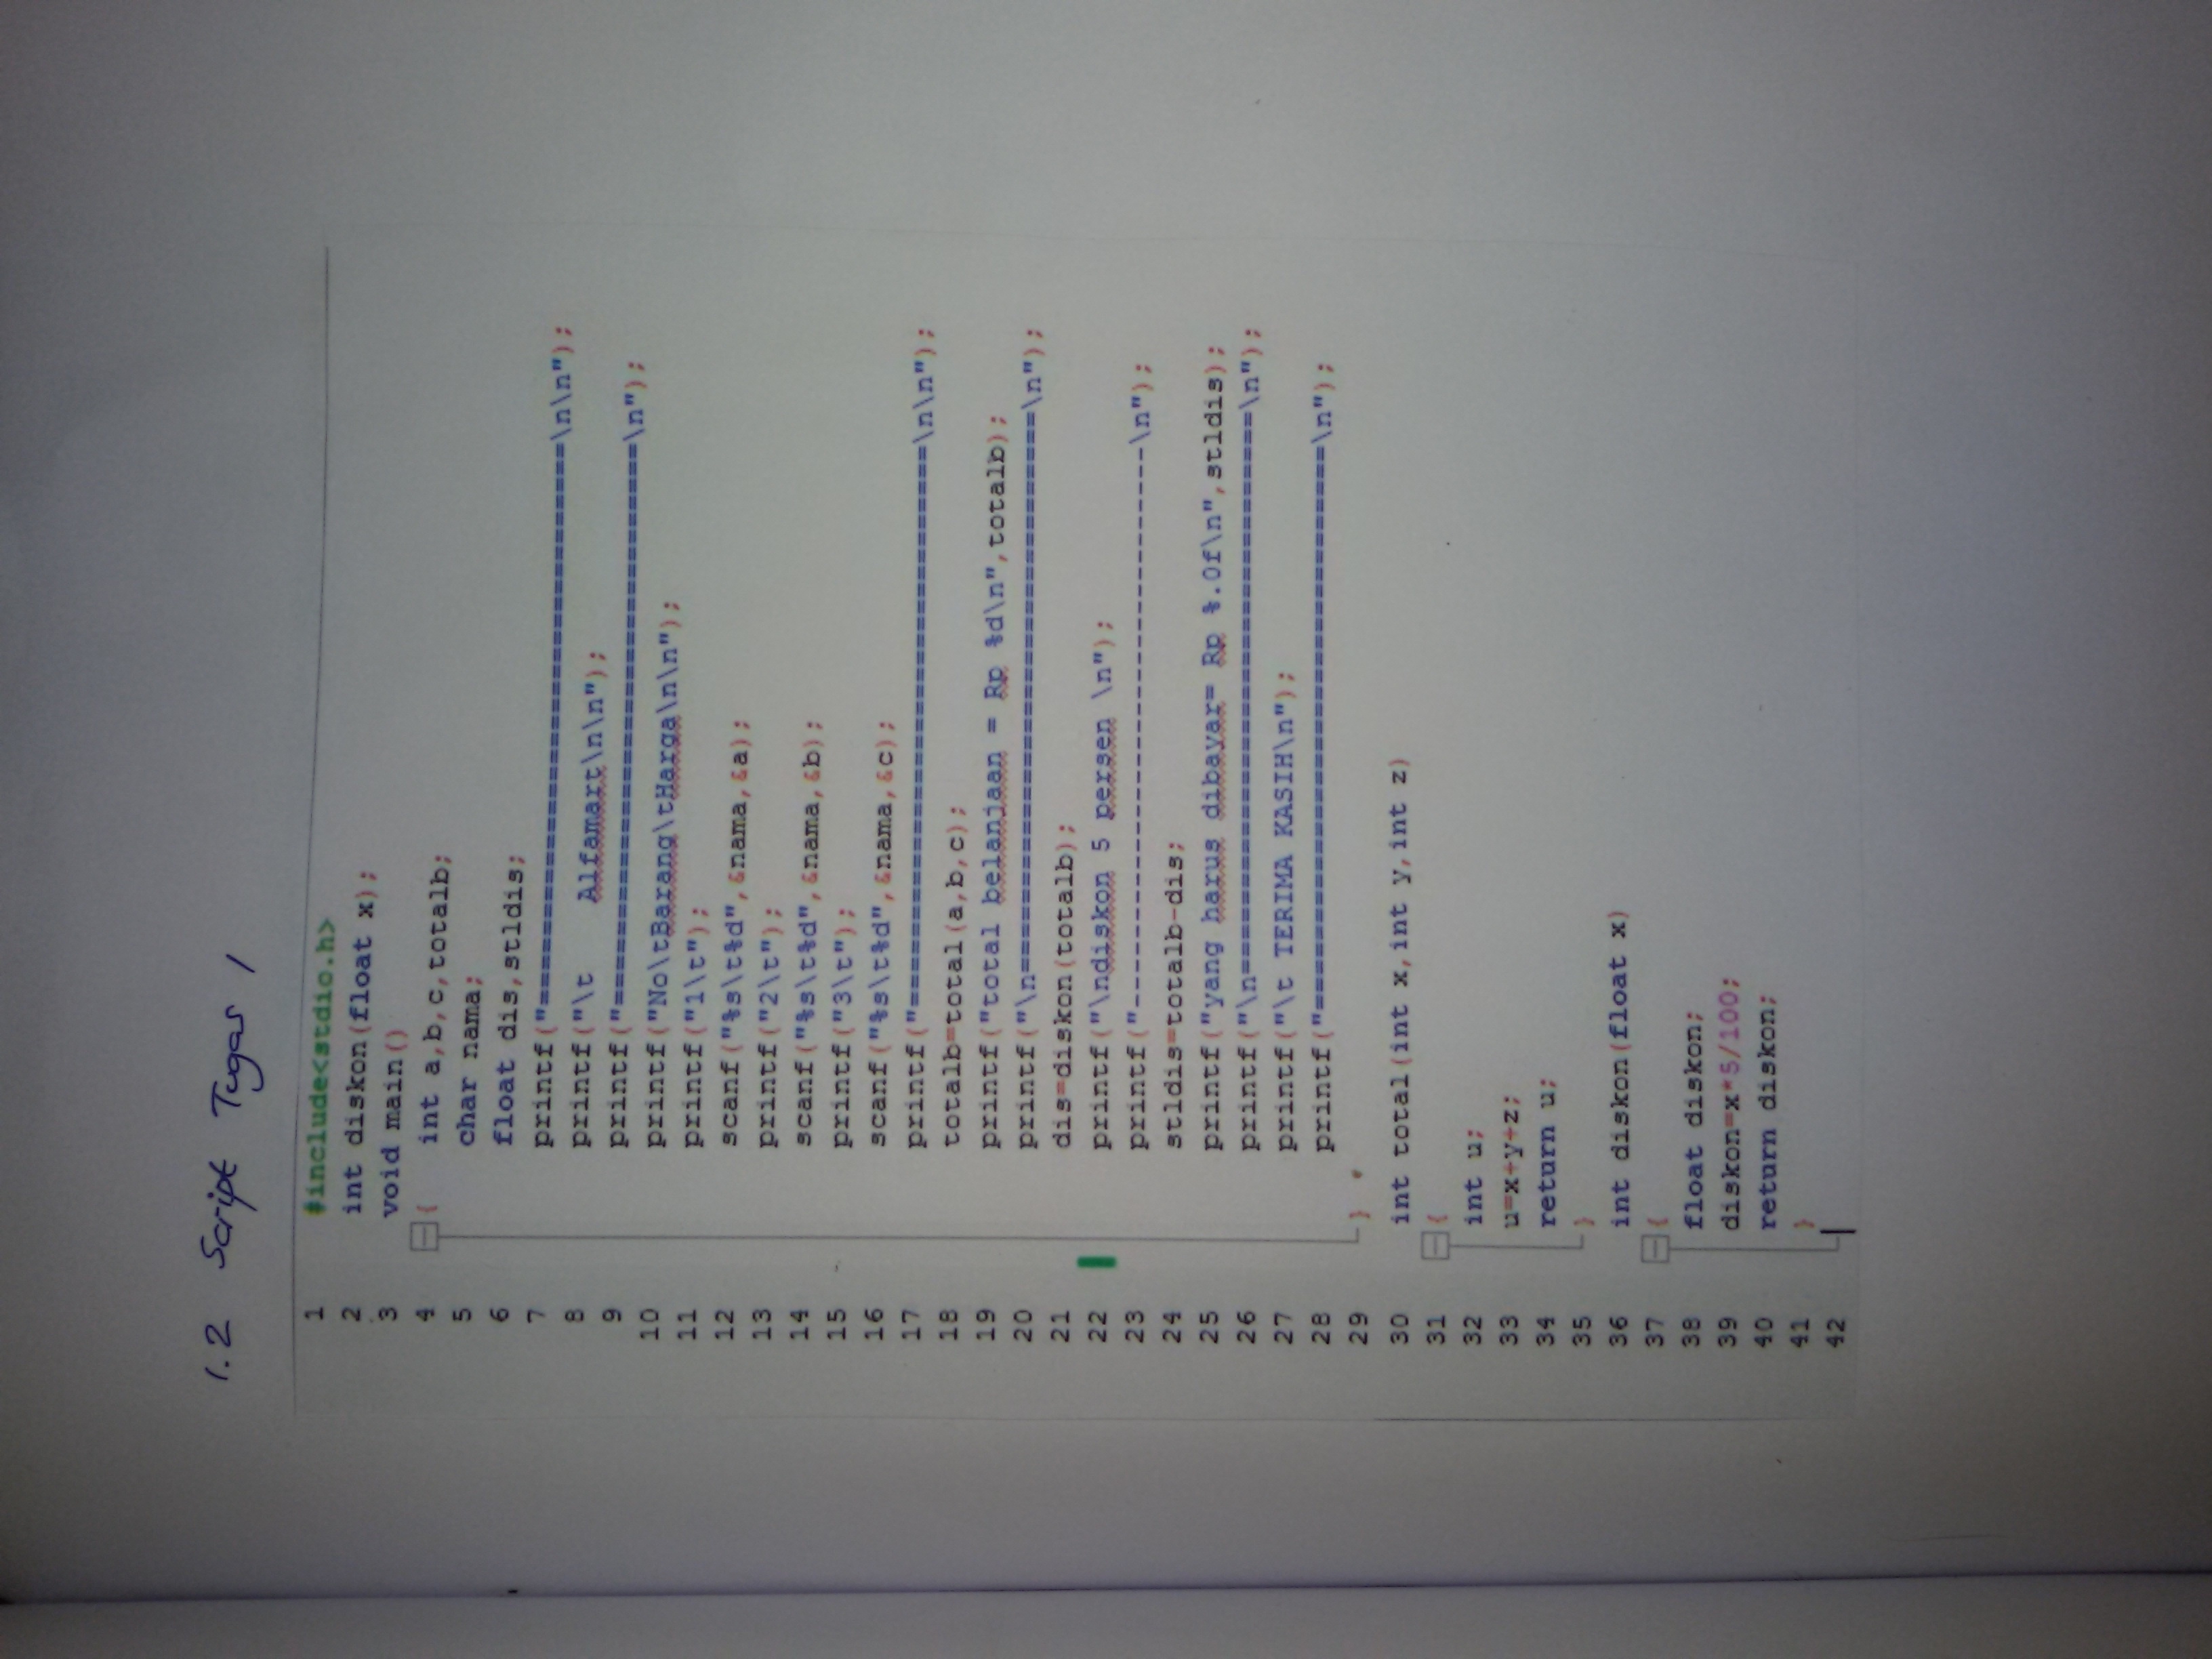 1.2 Script Tugas 1
1 #include<stdio.h>
2 int diskon(float x);
3 void main()
4 { int a,b,c,totalb;
5 char nama;
6 float dis,stldis;
7 printf("================================\n\n");
8 printf("\t    Alfamart\n\n");
9 printf("================================\n");
10 printf("No\tBarang\tHarga\n\n");
11 printf("1\t");
12 scanf("%s\t%d",&nama,&a);
13 printf("2\t");
14 scanf("%s\t%d",&nama,&b);
15 printf("3\t");
16 scanf("%s\t%d",&nama,&c);
17 printf("================================\n\n");
18 totalb=total(a,b,c);
19 printf("total belanjaan = Rp %d\n",totalb);
20 printf("\n================================\n");
21 dis=diskon(totalb);
22 printf("\ndiskon 5 persen \n");
23 printf("--------------------------------\n");
24 stldis=totalb-dis;
25 printf("yang harus dibayar= Rp %.0f\n",stldis);
26 printf("\n================================\n");
27 printf("\t TERIMA KASIH\n");
28 printf("================================\n");
29 }
30 int total(int x,int y,int z)
31 {
32 int u;
33 u=x+y+z;
34 return u;
35 }
36 int diskon(float x)
37 {
38 float diskon;
39 diskon=x*5/100;
40 return diskon;
41 }
42